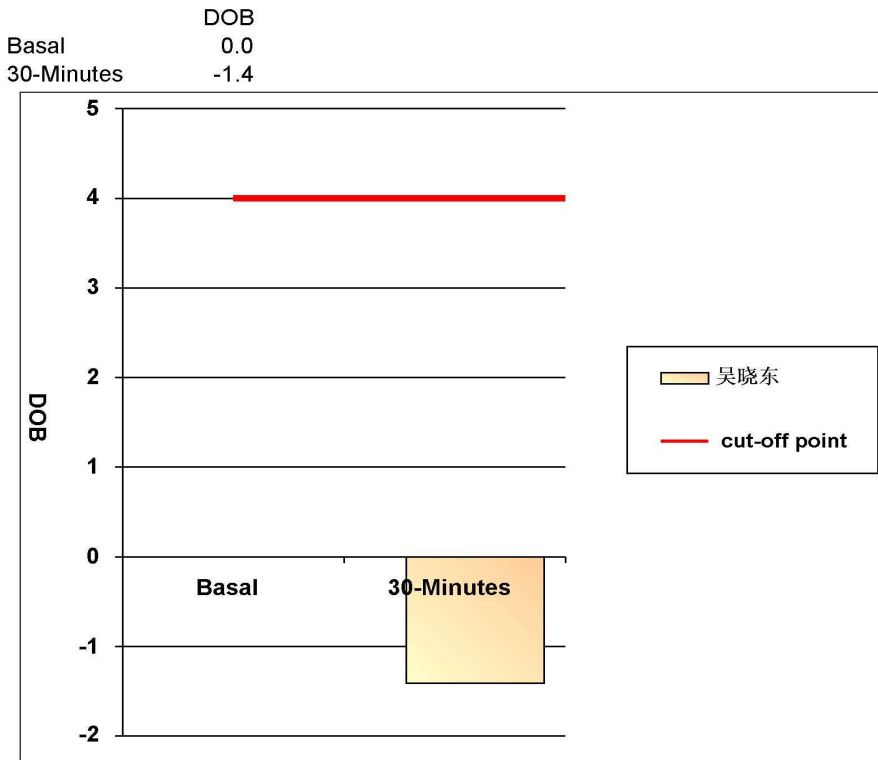 DOB
Basal 0.0
30-Minutes -1.4
5
4
3
2
1
0
-1
-2
DOB
Basal 30-Minutes
吴晓东
cut-off point